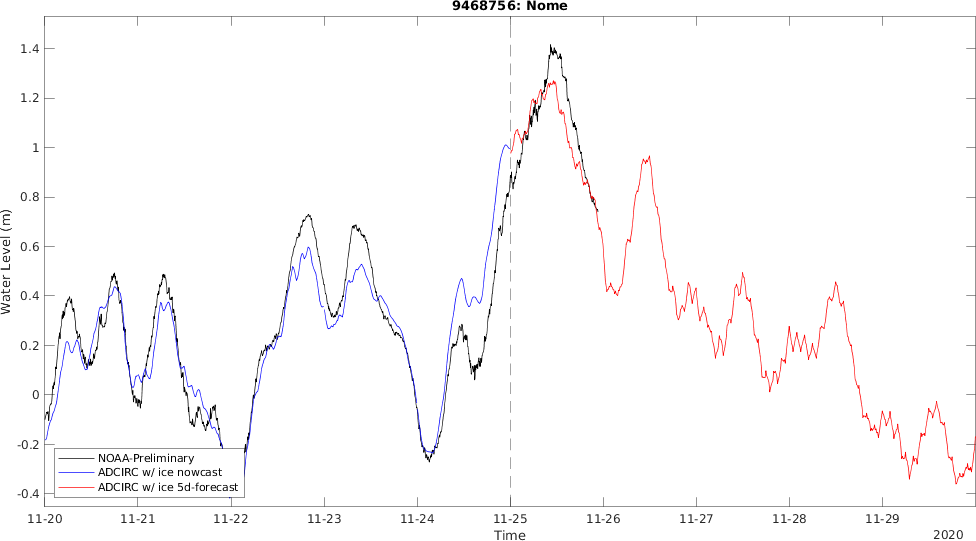 9468756: Nome
Water Level (m)
1.4
1.2
1
0.8
0.6
0.4
0.2
0
-0.2
-0.4
NOAA-Preliminary
ADCIRC w/ ice nowcast
ADCIRC w/ ice 5d-forecast
11-20 11-21 11-22 11-23 11-24 11-25 11-26 11-27 11-28 11-29
Time
2020